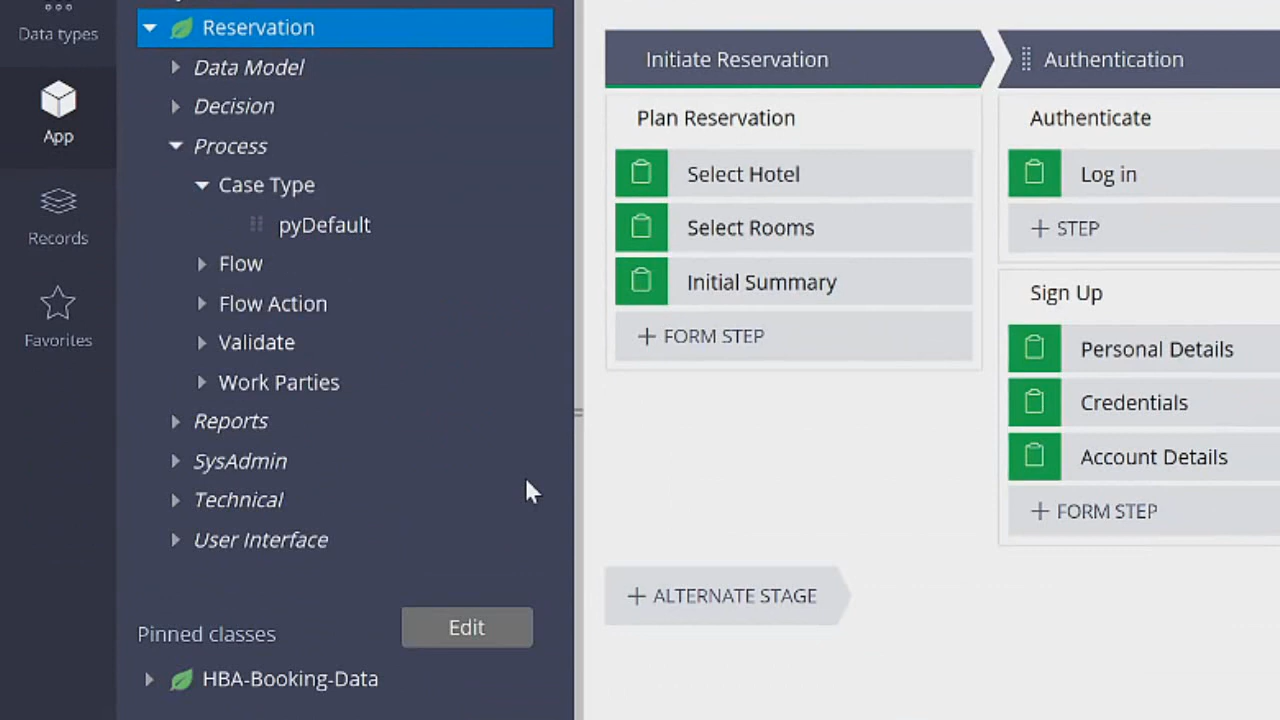 Data types
App
Records
Favorites
Reservation
Data Model
Decision
Process
Case Type
pyDefault
Flow
Flow Action
Validate
Work Parties
Reports
SysAdmin
Technical
User Interface
Pinned classes
Edit
HBA-Booking-Data
Initiate Reservation
Plan Reservation
Select Hotel
Select Rooms
Initial Summary
+ FORM STEP
Authentication
Authenticate
Log in
+ STEP
Sign Up
Personal Details
Credentials
Account Details
+ FORM STEP
+ ALTERNATE STAGE